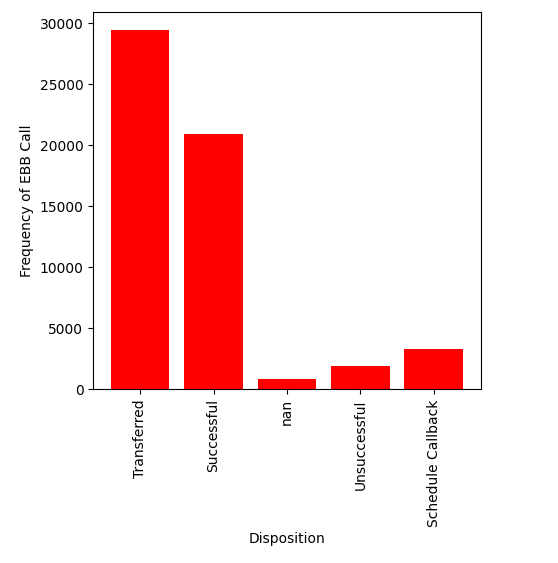 Frequency of EBB Call
30000
25000
20000
15000
10000
5000
0
Transferred
Successful
nan
Unsuccessful
Schedule Callback
Disposition